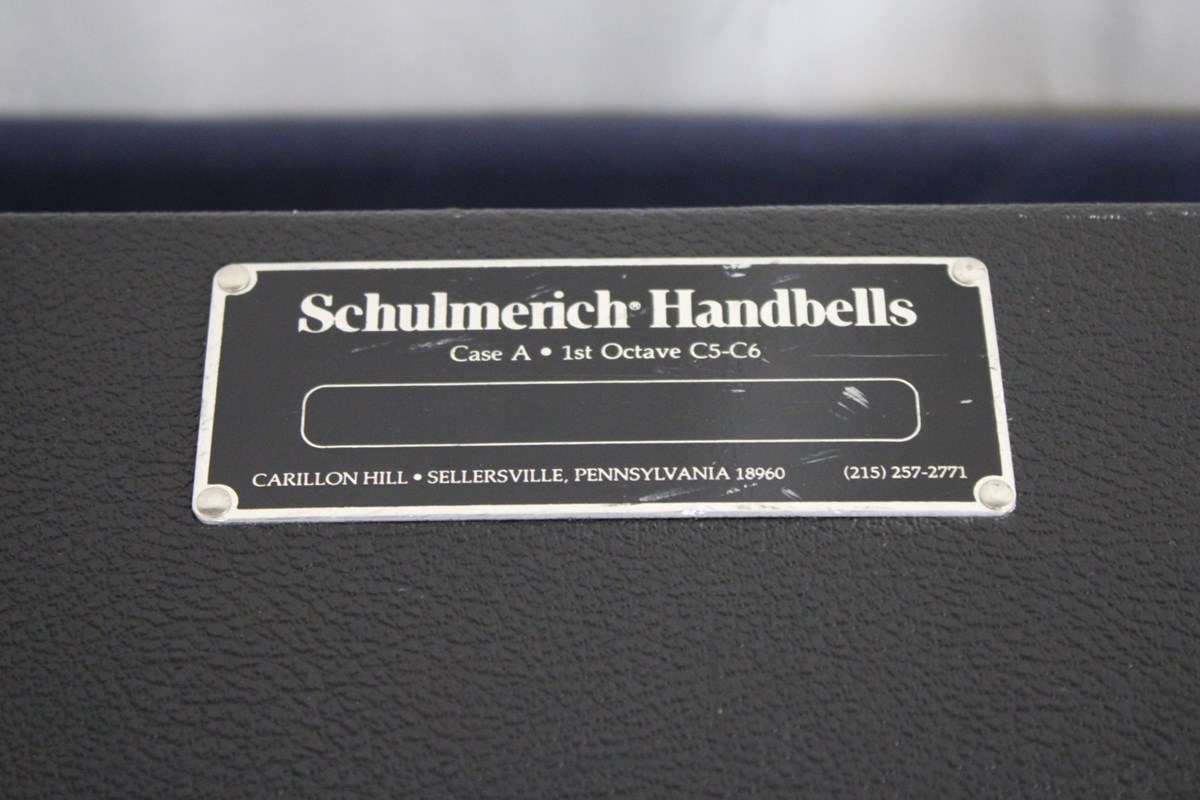 Schulmerich® Handbells
Case A • 1st Octave C5-C6
CARILLON HILL • SELLERSVILLE, PENNSYLVANIA 18960 (215) 257-2771